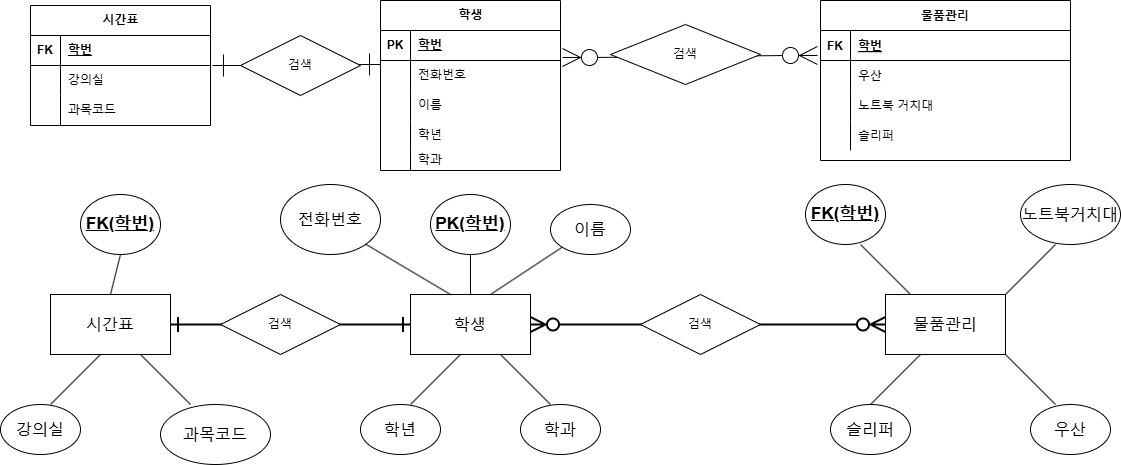 시간표
FK 학번
강의실
과목코드
검색
학생
PK 학번
전화번호
이름
학년
학과
검색
물품관리
FK 학번
우산
노트북 거치대
슬리퍼
FK(학번)
전화번호
PK(학번)
이름
FK(학번)
노트북거치대
시간표
검색
학생
검색
물품관리
강의실
과목코드
학년
학과
슬리퍼
우산